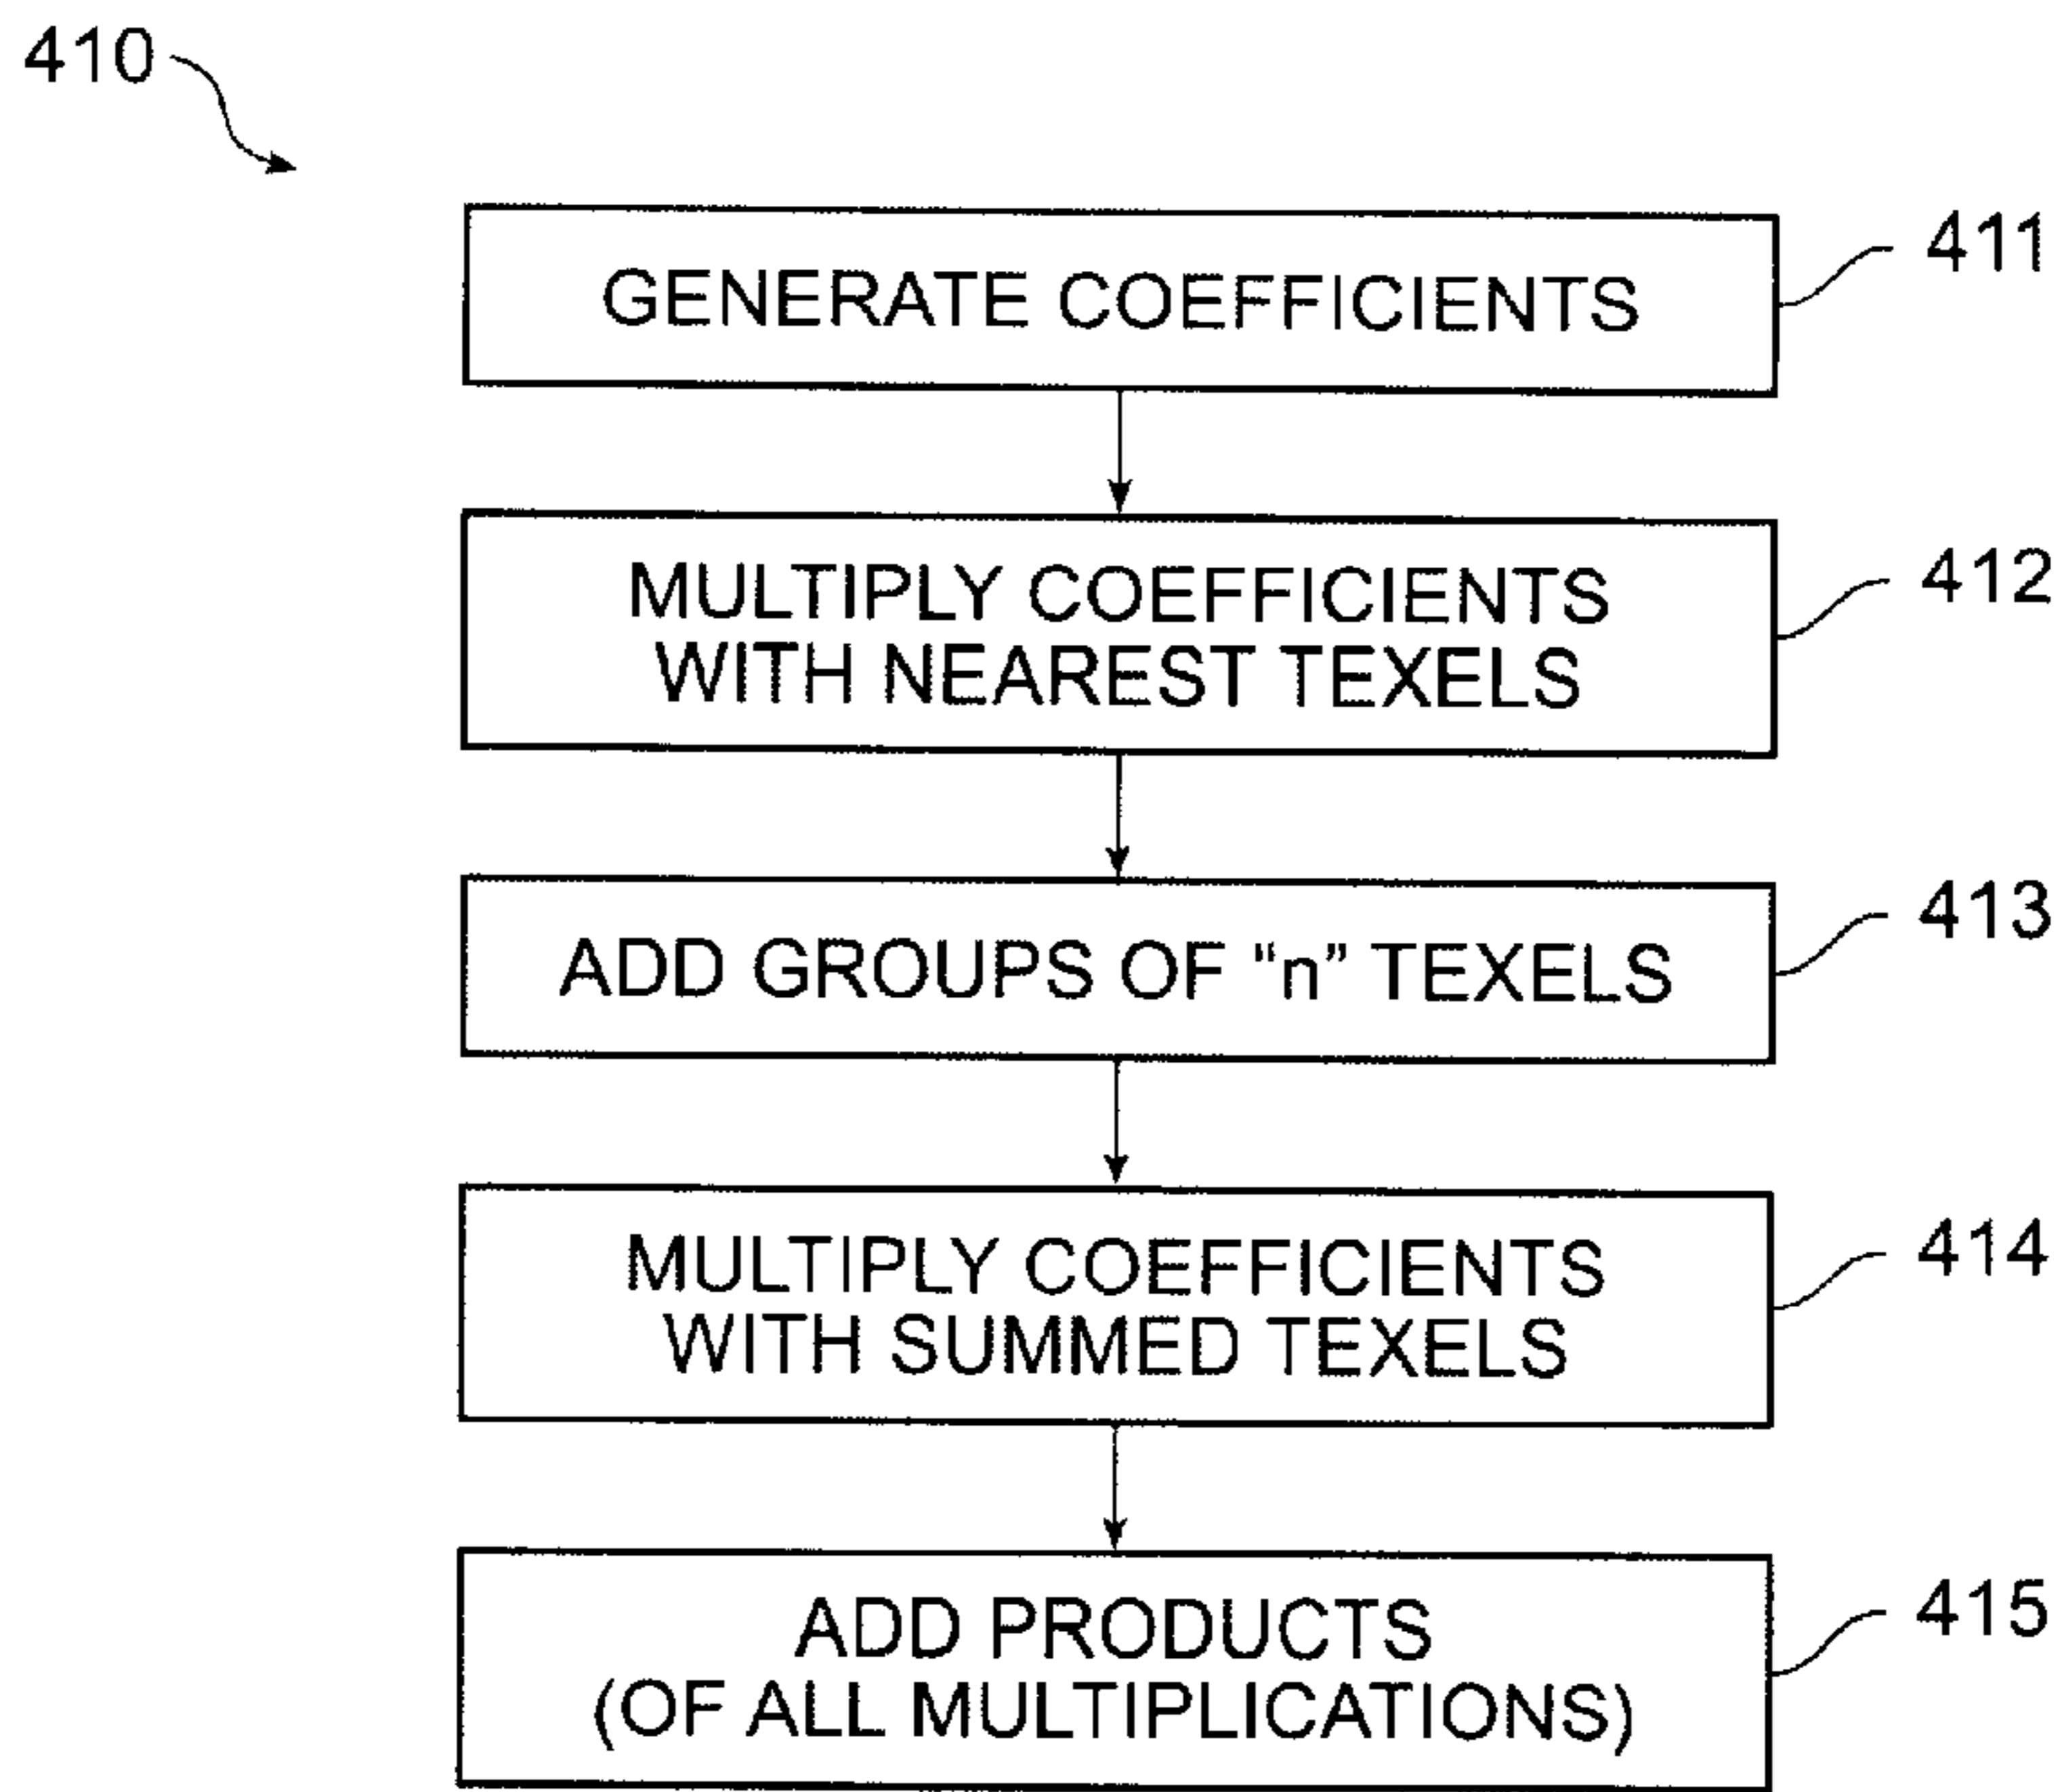 410
GENERATE COEFFICIENTS
411
MULTIPLY COEFFICIENTS
WITH NEAREST TEXELS
412
ADD GROUPS OF “n” TEXELS
413
MULTIPLY COEFFICIENTS
WITH SUMMED TEXELS
414
ADD PRODUCTS
(OF ALL MULTIPLICATIONS)
415